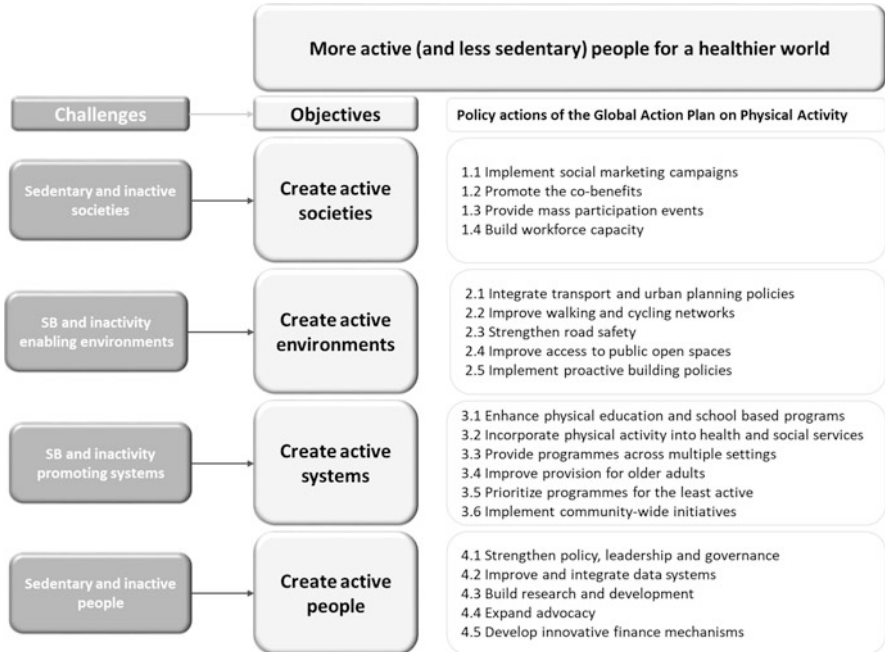 More active (and less sedentary) people for a healthier world
Challenges
Objectives
Policy actions of the Global Action Plan on Physical Activity
Sedentary and inactive
societies
Create active
societies
1.1 Implement social marketing campaigns
1.2 Promote the co-benefits
1.3 Provide mass participation events
1.4 Build workforce capacity
SB and inactivity
enabling environments
Create active
environments
2.1 Integrate transport and urban planning policies
2.2 Improve walking and cycling networks
2.3 Strengthen road safety
2.4 Improve access to public open spaces
2.5 Implement proactive building policies
SB and inactivity
promoting systems
Create active
systems
3.1 Enhance physical education and school based programs
3.2 Incorporate physical activity into health and social services
3.3 Provide programmes across multiple settings
3.4 Improve provision for older adults
3.5 Prioritize programmes for the least active
3.6 Implement community-wide initiatives
Sedentary and inactive
people
Create active
people
4.1 Strengthen policy, leadership and governance
4.2 Improve and integrate data systems
4.3 Build research and development
4.4 Expand advocacy
4.5 Develop innovative finance mechanisms